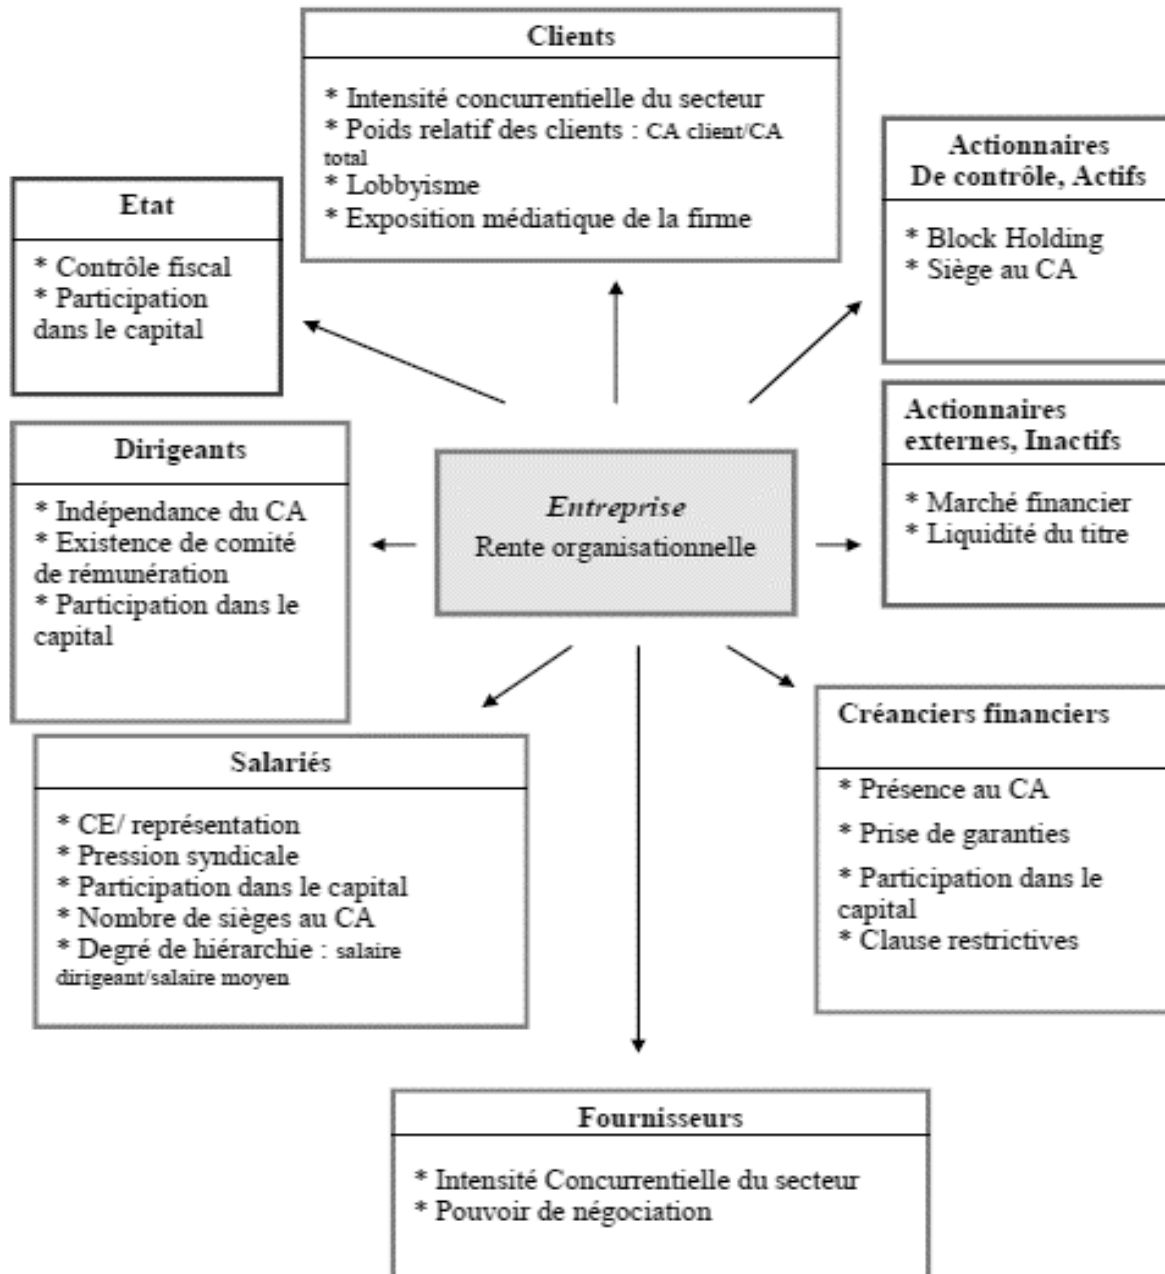 Clients
* Intensité concurrentielle du secteur
* Poids relatif des clients : CA client/CA
total
* Lobbyisme
* Exposition médiatique de la firme
Actionnaires
De contrôle, Actifs
* Block Holding
* Siège au CA
Etat
* Contrôle fiscal
* Participation
dans le capital
Actionnaires
externes, Inactifs
* Marché financier
* Liquidité du titre
Dirigeants
* Indépendance du CA
* Existence de comité
de rémunération
* Participation dans le
capital
Entreprise
Rente organisationnelle
Créanciers financiers
* Présence au CA
* Prise de garanties
* Participation dans le
capital
* Clause restrictives
Salariés
* CE/ représentation
* Pression syndicale
* Participation dans le capital
* Nombre de sièges au CA
* Degré de hiérarchie : salaire
dirigeant/salaire moyen
Fournisseurs
* Intensité Concurrentielle du secteur
* Pouvoir de négociation